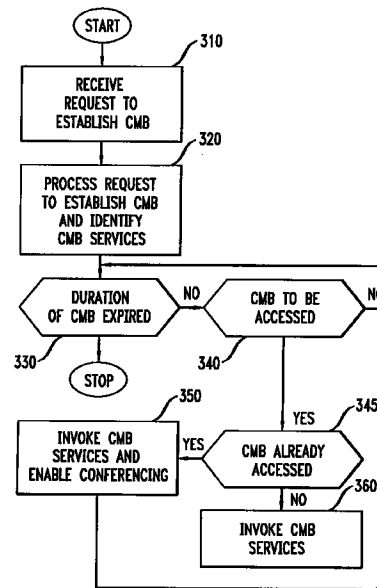 START
310
RECEIVE
REQUEST TO
ESTABLISH CMB
320
PROCESS REQUEST
TO ESTABLISH CMB
AND IDENTIFY
CMB SERVICES
DURATION
OF CMB EXPIRED
NO
CMB TO BE
ACCESSED
NO
330
340
STOP
YES
350
345
INVOKE CMB
SERVICES AND
ENABLE CONFERENCING
YES
CMB ALREADY
ACCESSED
NO
360
INVOKE CMB
SERVICES